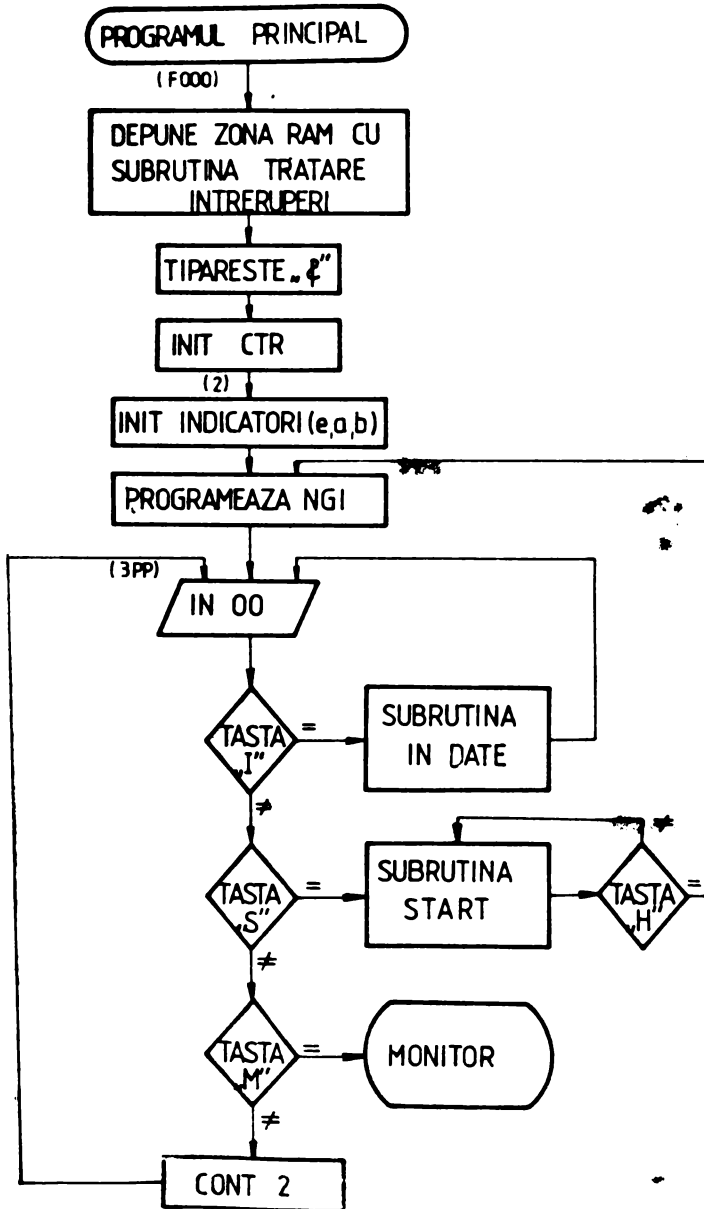 PROGRAMUL PRINCIPAL
(F000)
DEPUNE ZONA RAM CU
SUBRUTINA TRATARE
INTRERUPERI
TIPARESTE „
INIT CTR
(2)
INIT INDICATORI (e,a,b)
PROGRAMEAZA NGI
(3PP)
IN 00
TASTA
„I”
=
≠
SUBRUTINA
IN DATE
TASTA
„S”
=
≠
SUBRUTINA
START
≠
TASTA
„H”
=
TASTA
„M”
=
≠
MONITOR
CONT 2